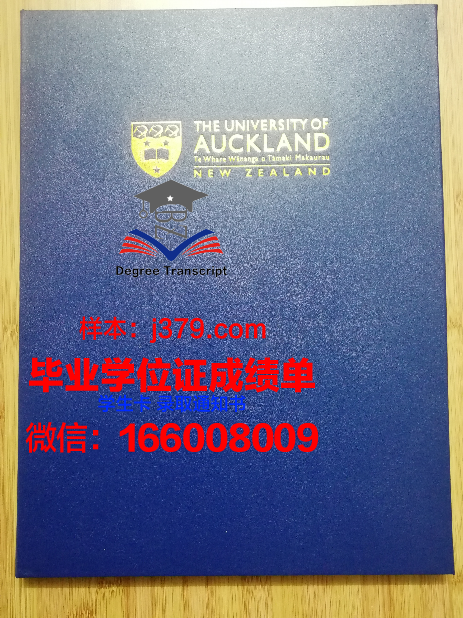 THE UNIVERSITY OF
AUCKLAND
Te Whare Wānanga o Tāmaki Makaurau
NEW ZEALAND
Degree Transcript
样本：j379.com
毕业学位证成绩单
学生卡 录取通知书
微信：166008009